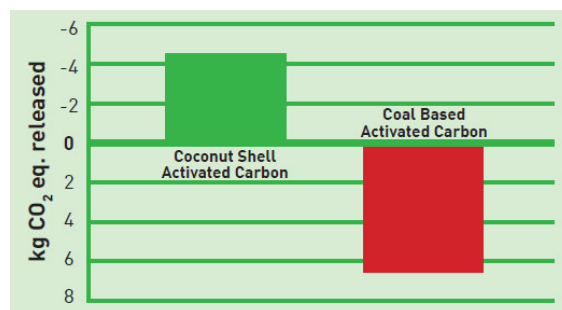 -6
-4
-2
0
2
4
6
8
kg CO₂ eq. released
Coconut Shell
Activated Carbon
Coal Based
Activated Carbon